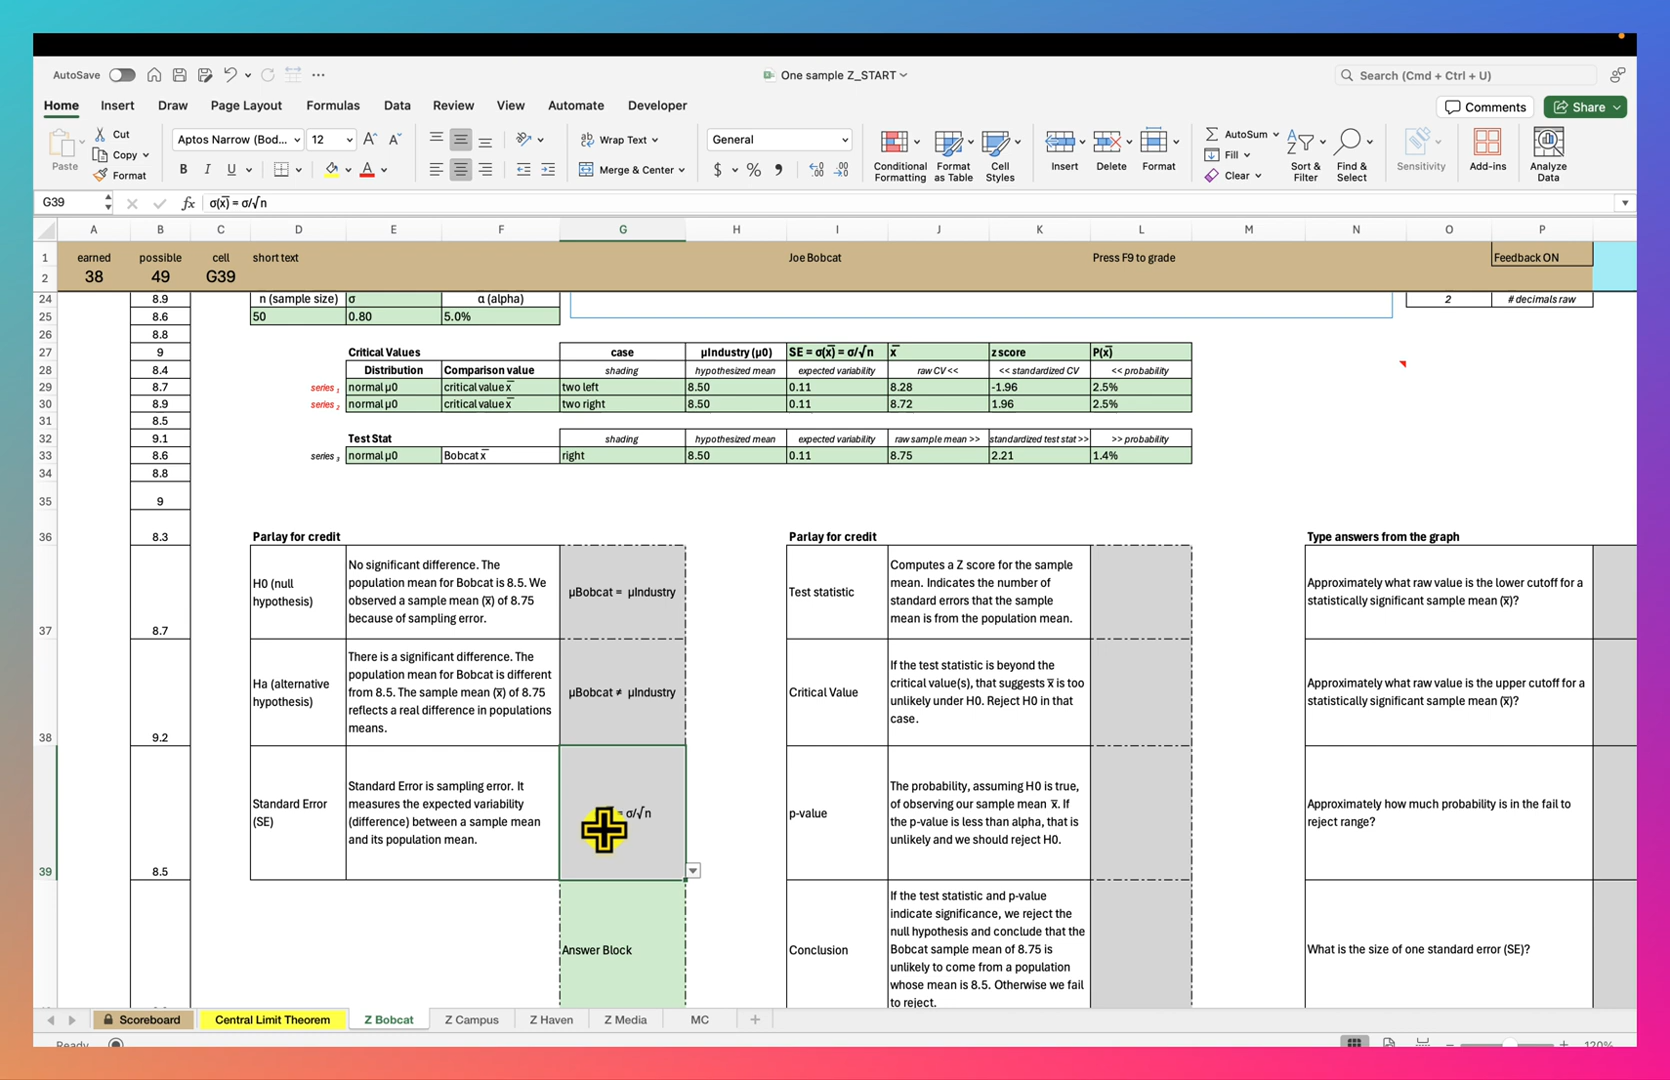 AutoSave
One sample Z_START
Search (Cmd + Ctrl + U)
Home Insert Draw Page Layout Formulas Data Review View Automate Developer
Comments Share
Paste
Cut
Copy
Format
Aptos Narrow (Bod... 12
B I U
Wrap Text
Merge & Center
General
$ % 9
Conditional Formatting
Format as Table
Cell Styles
Insert
Delete
Format
AutoSum
Fill
Clear
Sort & Filter
Find & Select
Sensitivity
Add-ins
Analyze Data
G39 fx σ(x̅) = σ/√n
A B C D E F G H I J K L M N O P
1 earned possible cell short text Joe Bobcat Press F9 to grade Feedback ON
2 38 49 G39
24 8.9 n (sample size) σ α (alpha) 2 # decimals raw
25 8.6 50 0.80 5.0%
26 8.8
27 9 Critical Values case µIndustry (µ0) SE = σ(x̅) = σ/√n x̅ z score P(x̅)
28 8.4 Distribution Comparison value shading hypothesized mean expected variability raw CV << << standardized CV << probability
29 8.7 series 1 normal µ0 critical value x̅ two left 8.50 0.11 8.28 -1.96 2.5%
30 8.9 series 2 normal µ0 critical value x̅ two right 8.50 0.11 8.72 1.96 2.5%
31 8.5
32 9.1 Test Stat shading hypothesized mean expected variability raw sample mean >> standardized test stat >> >> probability
33 8.6 series 3 normal µ0 Bobcat x̅ right 8.50 0.11 8.75 2.21 1.4%
34 8.8
35 9
36 8.3 Parlay for credit Parlay for credit Type answers from the graph
37 8.7
H0 (null hypothesis)
No significant difference. The
population mean for Bobcat is 8.5. We
observed a sample mean (x̅) of 8.75
because of sampling error.
µBobcat = µIndustry
Test statistic
Computes a Z score for the sample
mean. Indicates the number of
standard errors that the sample
mean is from the population mean.
Approximately what raw value is the lower cutoff for a
statistically significant sample mean (x̅)?
38 9.2
Ha (alternative hypothesis)
There is a significant difference. The
population mean for Bobcat is different
from 8.5. The sample mean (x̅) of 8.75
reflects a real difference in populations
means.
µBobcat ≠ µIndustry
Critical Value
If the test statistic is beyond the
critical value(s), that suggests x̅ is too
unlikely under H0. Reject H0 in that
case.
Approximately what raw value is the upper cutoff for a
statistically significant sample mean (x̅)?
39 8.5
Standard Error
(SE)
Standard Error is sampling error. It
measures the expected variability
(difference) between a sample mean
and its population mean.
= σ/√n
p-value
The probability, assuming H0 is true,
of observing our sample mean x̅. If
the p-value is less than alpha, that is
unlikely and we should reject H0.
Approximately how much probability is in the fail to
reject range?
Answer Block
Conclusion
If the test statistic and p-value
indicate significance, we reject the
null hypothesis and conclude that the
Bobcat sample mean of 8.75 is
unlikely to come from a population
whose mean is 8.5. Otherwise we fail
to reject.
What is the size of one standard error (SE)?
Scoreboard Central Limit Theorem Z Bobcat Z Campus Z Haven Z Media MC
Ready 120%